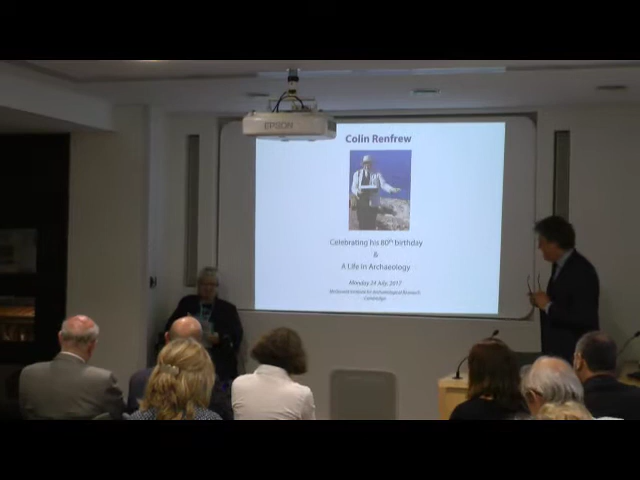 EPSON
Colin Renfrew
Celebrating his 80th birthday
&
A Life in Archaeology
Monday 24 July, 2017
McDonald Institute for Archaeological Research
Cambridge